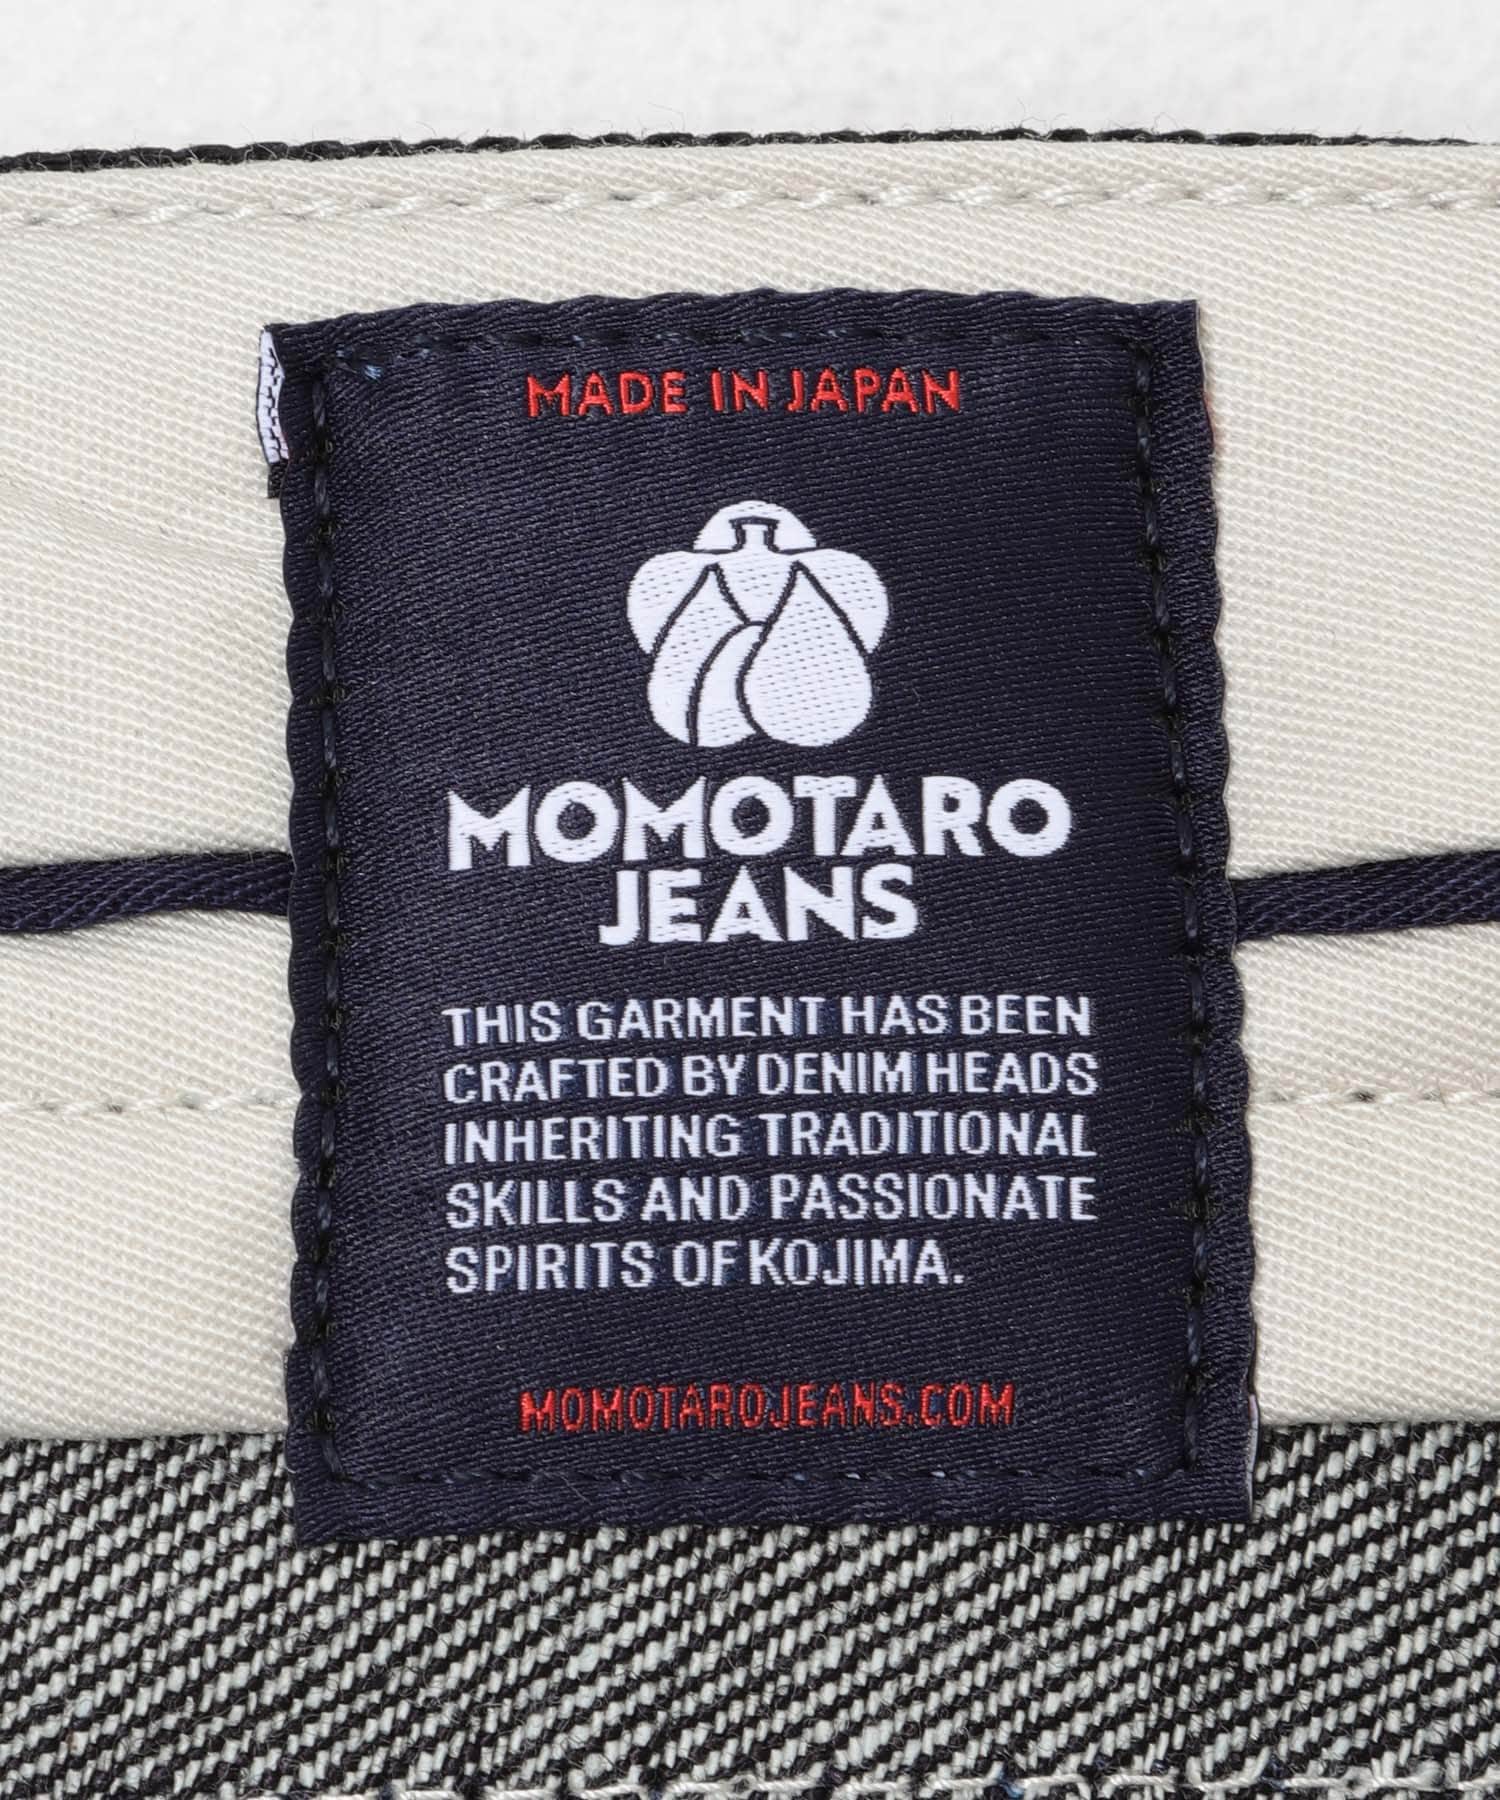 MADE IN JAPAN
MOMOTARO
JEANS
THIS GARMENT HAS BEEN
CRAFTED BY DENIM HEADS
INHERITING TRADITIONAL
SKILLS AND PASSIONATE
SPIRITS OF KOJIMA.
MOMOTAROJEANS.COM